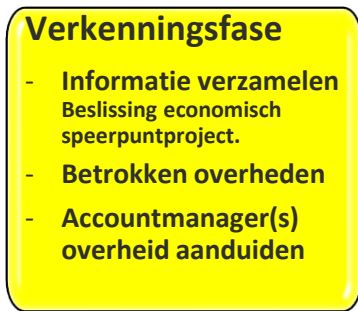 Verkenningsfase
- Informatie verzamelen
Beslissing economisch
speerpuntproject.
- Betrokken overheden
- Accountmanager(s)
overheid aanduiden